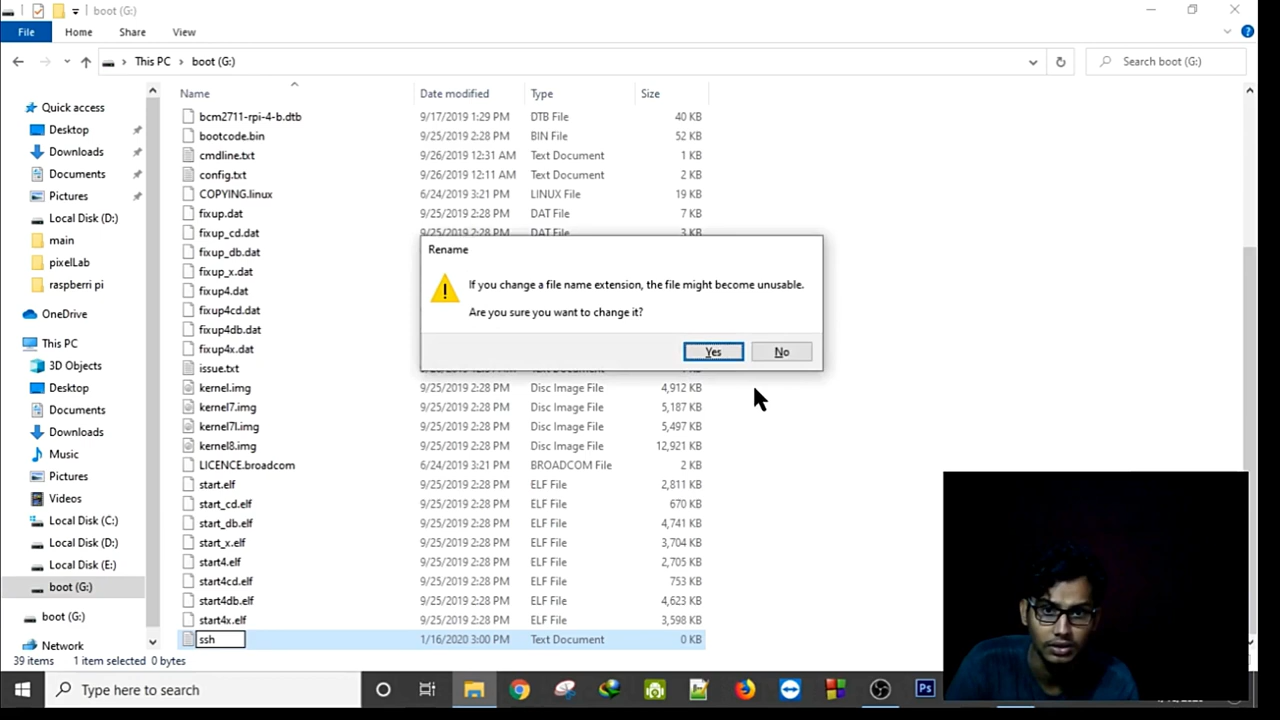 boot (G:)
File Home Share View
This PC > boot (G:) Search boot (G:)
Name Date modified Type Size
Quick access
Desktop
Downloads
Documents
Pictures
Local Disk (D:)
main
pixelLab
raspberry pi
OneDrive
This PC
3D Objects
Desktop
Documents
Downloads
Music
Pictures
Videos
Local Disk (C:)
Local Disk (D:)
Local Disk (E:)
boot (G:)
boot (G:)
Network
bcm2711-rpi-4-b.dtb 9/17/2019 1:29 PM DTB File 40 KB
bootcode.bin 9/25/2019 2:28 PM BIN File 52 KB
cmdline.txt 9/26/2019 12:31 AM Text Document 1 KB
config.txt 9/26/2019 12:11 AM Text Document 2 KB
COPYING.linux 6/24/2019 3:21 PM LINUX File 19 KB
fixup.dat 9/25/2019 2:28 PM DAT File 7 KB
fixup_cd.dat 9/25/2019 2:28 PM DAT File 3 KB
fixup_db.dat
fixup_x.dat
fixup4.dat
fixup4cd.dat
fixup4db.dat
fixup4x.dat
issue.txt
kernel.img 9/25/2019 2:28 PM Disc Image File 4,912 KB
kernel7.img 9/25/2019 2:28 PM Disc Image File 5,187 KB
kernel7l.img 9/25/2019 2:28 PM Disc Image File 5,497 KB
kernel8.img 9/25/2019 2:28 PM Disc Image File 12,921 KB
LICENCE.broadcom 6/24/2019 3:21 PM BROADCOM File 2 KB
start.elf 9/25/2019 2:28 PM ELF File 2,811 KB
start_cd.elf 9/25/2019 2:28 PM ELF File 670 KB
start_db.elf 9/25/2019 2:28 PM ELF File 4,741 KB
start_x.elf 9/25/2019 2:28 PM ELF File 3,704 KB
start4.elf 9/25/2019 2:28 PM ELF File 2,705 KB
start4cd.elf 9/25/2019 2:28 PM ELF File 753 KB
start4db.elf 9/25/2019 2:28 PM ELF File 4,623 KB
start4x.elf 9/25/2019 2:28 PM ELF File 3,598 KB
ssh 1/16/2020 3:00 PM Text Document 0 KB
Rename
If you change a file name extension, the file might become unusable.
Are you sure you want to change it?
Yes No
39 items 1 item selected 0 bytes
Type here to search
Ps